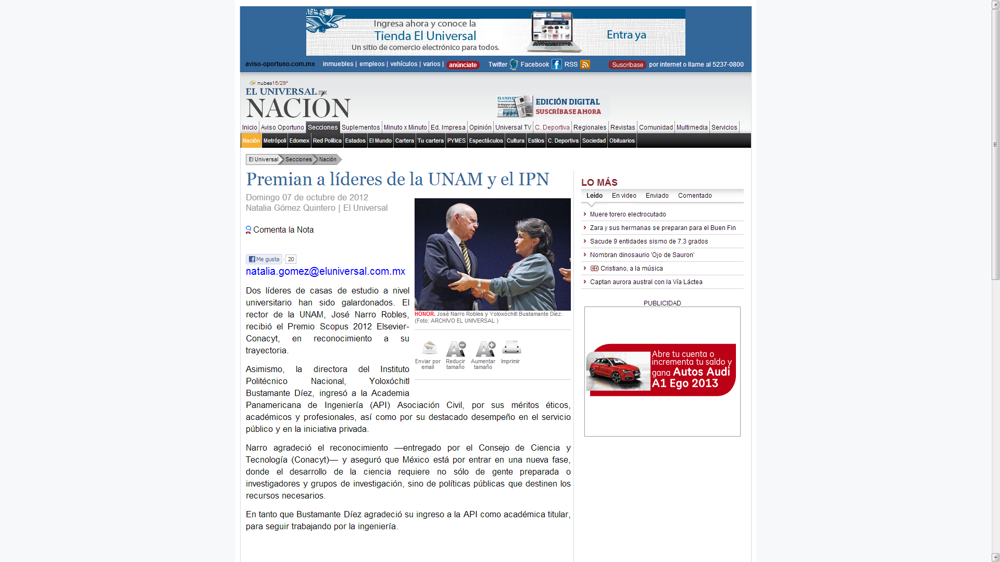 Ingresa ahora y conoce la
Tienda El Universal
Un sitio de comercio electrónico para todos.
Entra ya
aviso-oportuno.com.mx inmuebles | empleos | vehículos | varios | anúnciate Twitter Facebook RSS Suscríbase por internet o llame al 5237-0800
nubes15/29°
EL UNIVERSAL.mx
NACIÓN
EL UNIVERSAL
EDICIÓN DIGITAL
SUSCRÍBASE AHORA
Inicio Aviso Oportuno Secciones Suplementos Minuto x Minuto Ed. Impresa Opinión Universal TV C. Deportiva Regionales Revistas Comunidad Multimedia Servicios
Nación Metrópoli Edomex Red Política Estados El Mundo Cartera Tu cartera PYMES Espectáculos Cultura Estilos C. Deportiva Sociedad Obituarios
El Universal Secciones Nación
Premian a líderes de la UNAM y el IPN
Domingo 07 de octubre de 2012
Natalia Gómez Quintero | El Universal
Comenta la Nota
Me gusta 20
natalia.gomez@eluniversal.com.mx
Dos líderes de casas de estudio a nivel
universitario han sido galardonados. El
rector de la UNAM, José Narro Robles,
recibió el Premio Scopus 2012 Elsevier-
Conacyt, en reconocimiento a su
trayectoria.
Asimismo, la directora del Instituto
Politécnico Nacional, Yoloxóchitl
Bustamante Díez, ingresó a la Academia
Panamericana de Ingeniería (API) Asociación Civil, por sus méritos éticos,
académicos y profesionales, así como por su destacado desempeño en el servicio
público y en la iniciativa privada.
Narro agradeció el reconocimiento —entregado por el Consejo de Ciencia y
Tecnología (Conacyt)— y aseguró que México está por entrar en una nueva fase,
donde el desarrollo de la ciencia requiere no sólo de gente preparada o
investigadores y grupos de investigación, sino de políticas públicas que destinen los
recursos necesarios.
En tanto que Bustamante Díez agradeció su ingreso a la API como académica titular,
para seguir trabajando por la ingeniería.
HONOR. José Narro Robles y Yoloxóchitl Bustamante Díez.
(Foto: ARCHIVO EL UNIVERSAL )
Enviar por email
Reducir tamaño
Aumentar tamaño
Imprimir
LO MÁS
Leído En video Enviado Comentado
Muere torero electrocutado
Zara y sus hermanas se preparan para el Buen Fin
Sacude 9 entidades sismo de 7.3 grados
Nombran dinosaurio 'Ojo de Sauron'
Cristiano, a la música
Captan aurora austral con la Vía Láctea
PUBLICIDAD
Abre tu cuenta o
incrementa tu saldo y
gana Autos Audi
A1 Ego 2013